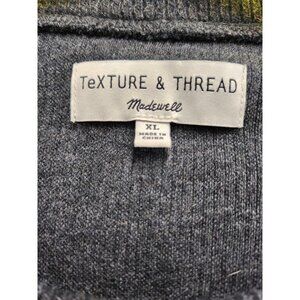 TeXTURE & THREAD
Madewell
XL
MADE IN
CHINA